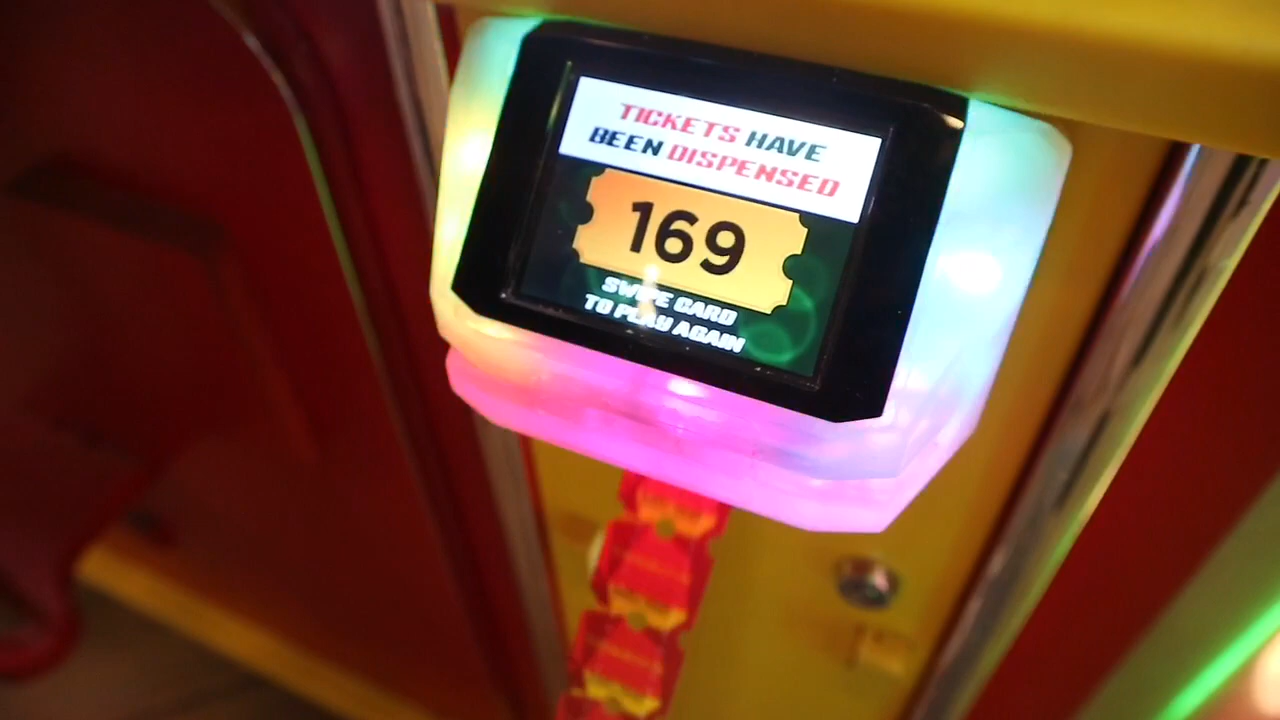 TICKETS HAVE
BEEN DISPENSED
169
SWIPE CARD
TO PLAY AGAIN